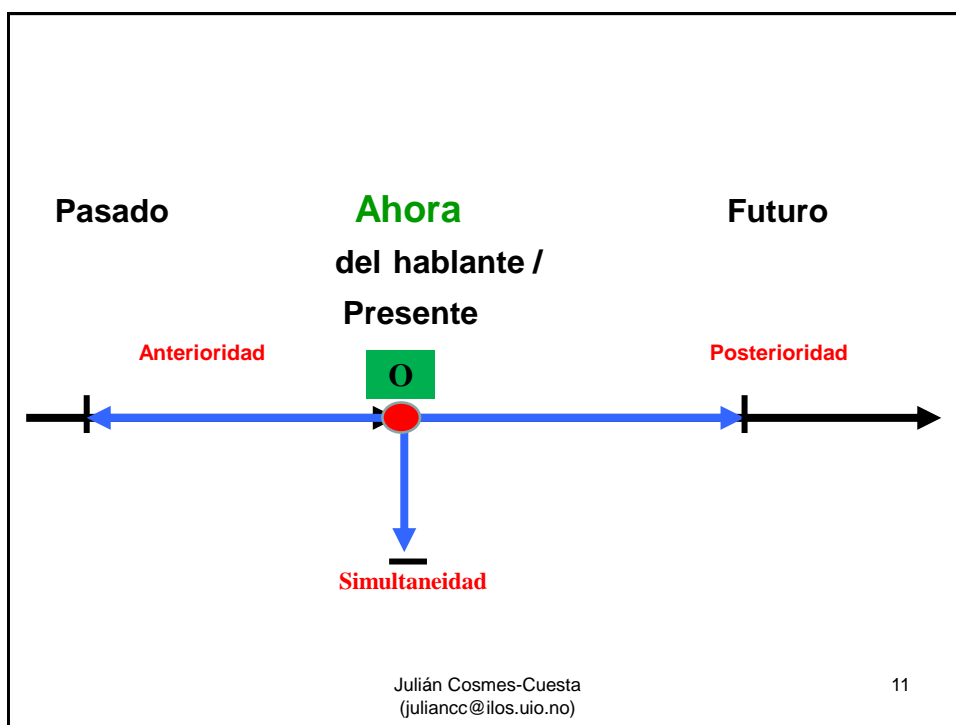 Pasado Ahora Futuro
del hablante /
Presente
Anterioridad Posterioridad
O
Simultaneidad
Julián Cosmes-Cuesta 11
(juliancc@ilos.uio.no)